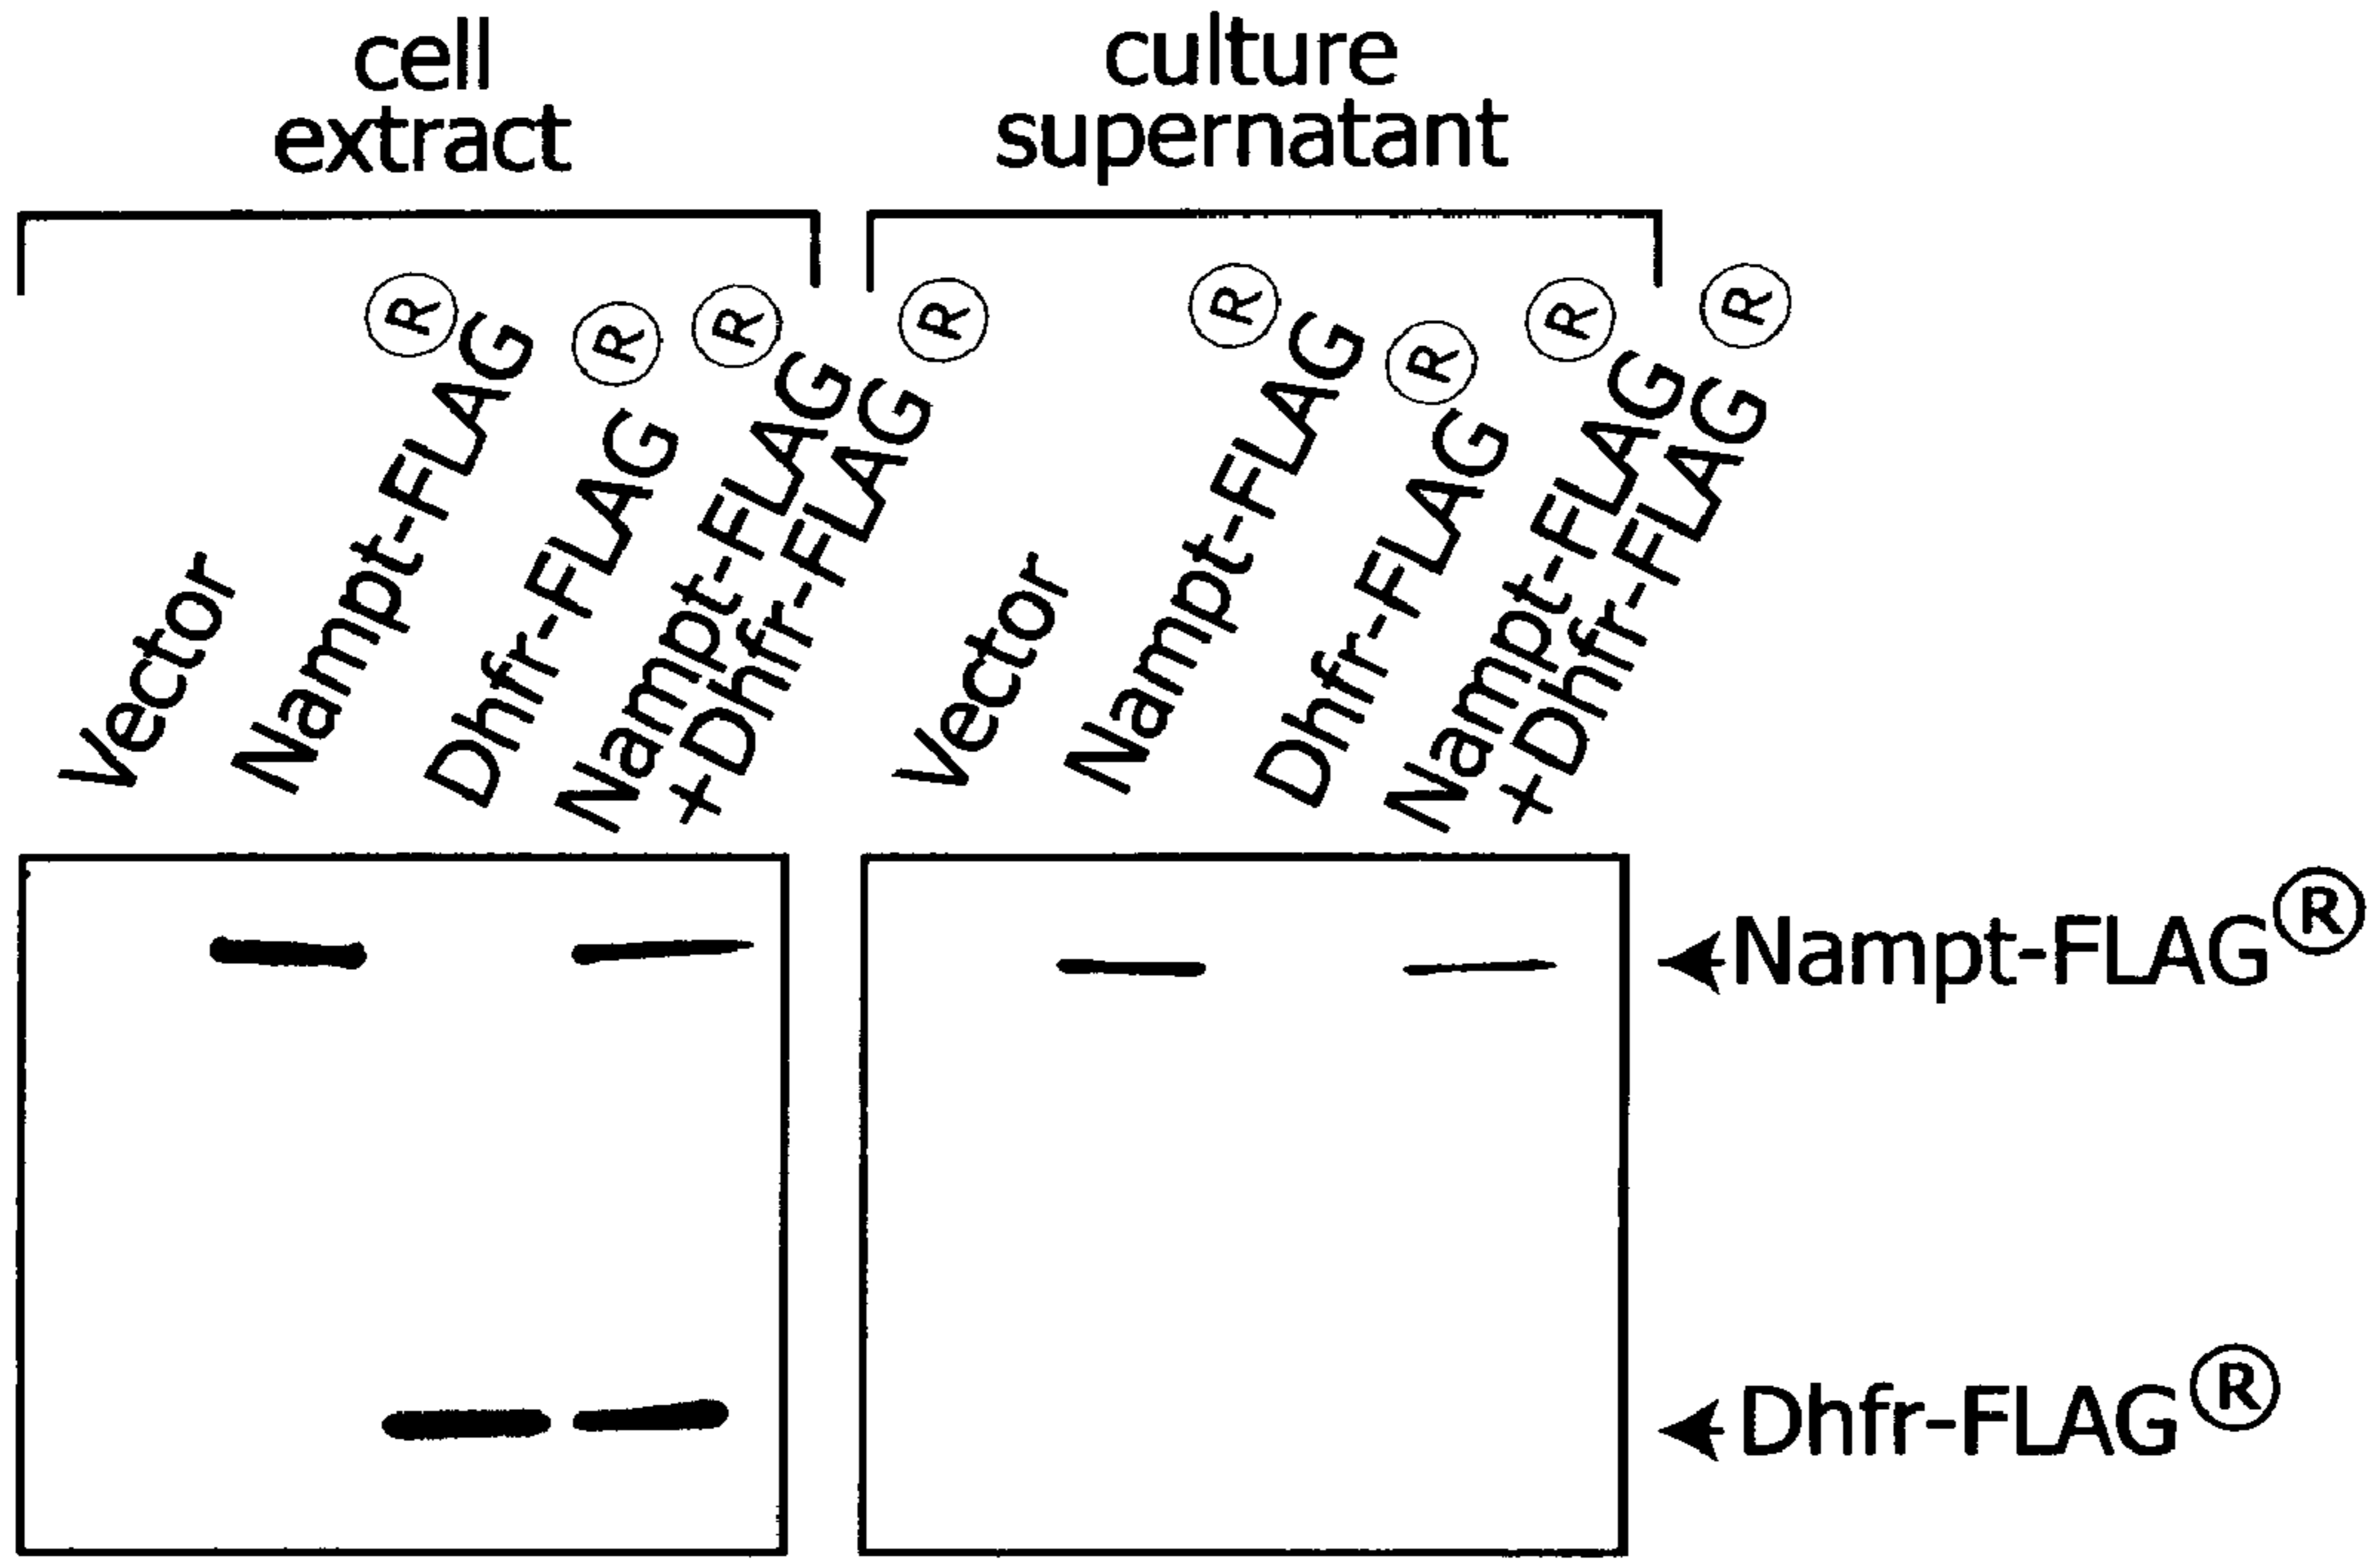 cell
extract
culture
supernatant
Vector
Nampt-FLAG®
Dhfr-FLAG®
Nampt-FLAG®
+Dhfr-FLAG®
Vector
Nampt-FLAG®
Dhfr-FLAG®
Nampt-FLAG®
+Dhfr-FLAG®
Nampt-FLAG®
Dhfr-FLAG®